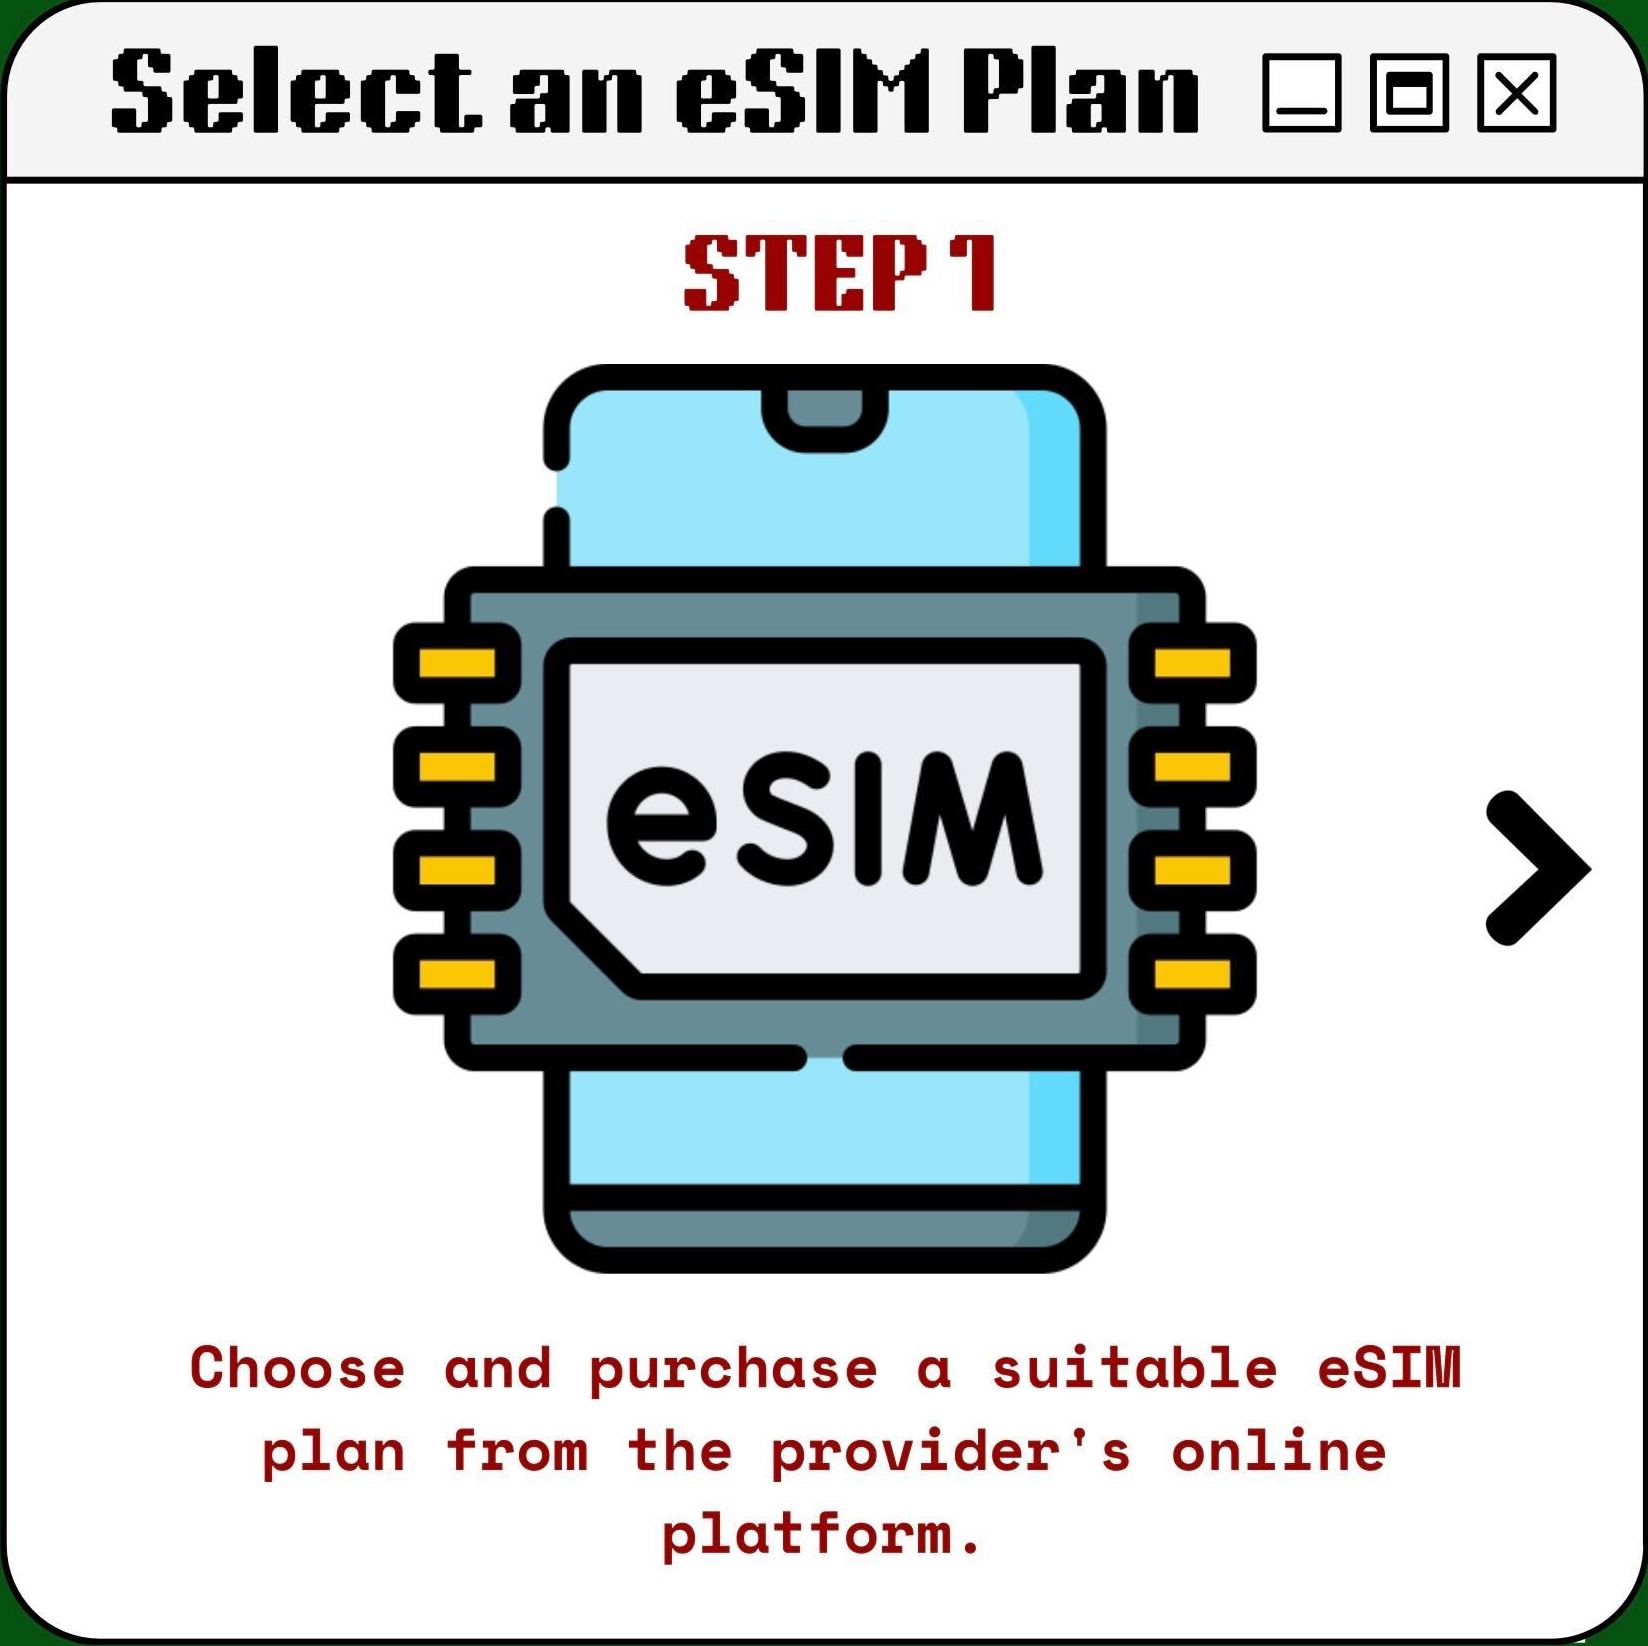 Select an eSIM Plan
STEP 1
eSIM
Choose and purchase a suitable eSIM
plan from the provider's online
platform.